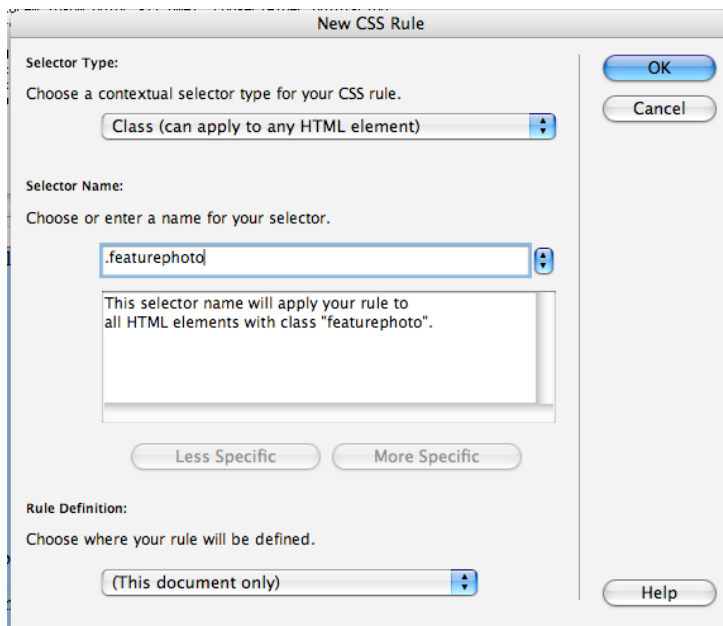 New CSS Rule
Selector Type:
Choose a contextual selector type for your CSS rule.
Class (can apply to any HTML element)
Selector Name:
Choose or enter a name for your selector.
.featurephoto
This selector name will apply your rule to
all HTML elements with class "featurephoto".
Less Specific
More Specific
Rule Definition:
Choose where your rule will be defined.
(This document only)
OK
Cancel
Help